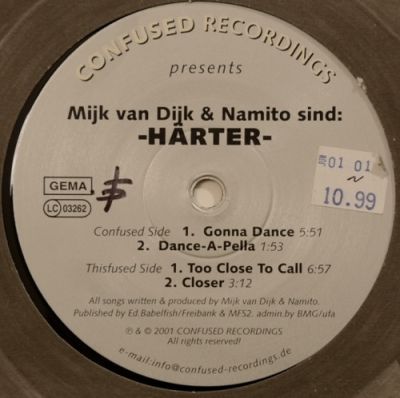 CONFUSED RECORDINGS
presents
Mijk van Dijk & Namito sind:
-HÄRTER-
01 01
10.99
GEMA
LC 03262
Confused Side 1. Gonna Dance 5:51
2. Dance-A-Pella 1:53
Thisfused Side 1. Too Close To Call 6:57
2. Closer 3:12
All songs written & produced by Mijk van Dijk & Namito.
Published by Ed.Babelfish/Freibank & MFS2. admin.by BMG/ufa
℗ & © 2001 CONFUSED RECORDINGS
All rights reserved!
e-mail:info@confused-recordings.de